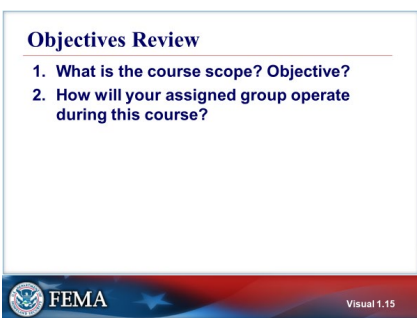 Objectives Review
1. What is the course scope? Objective?
2. How will your assigned group operate
during this course?
FEMA
Visual 1.15